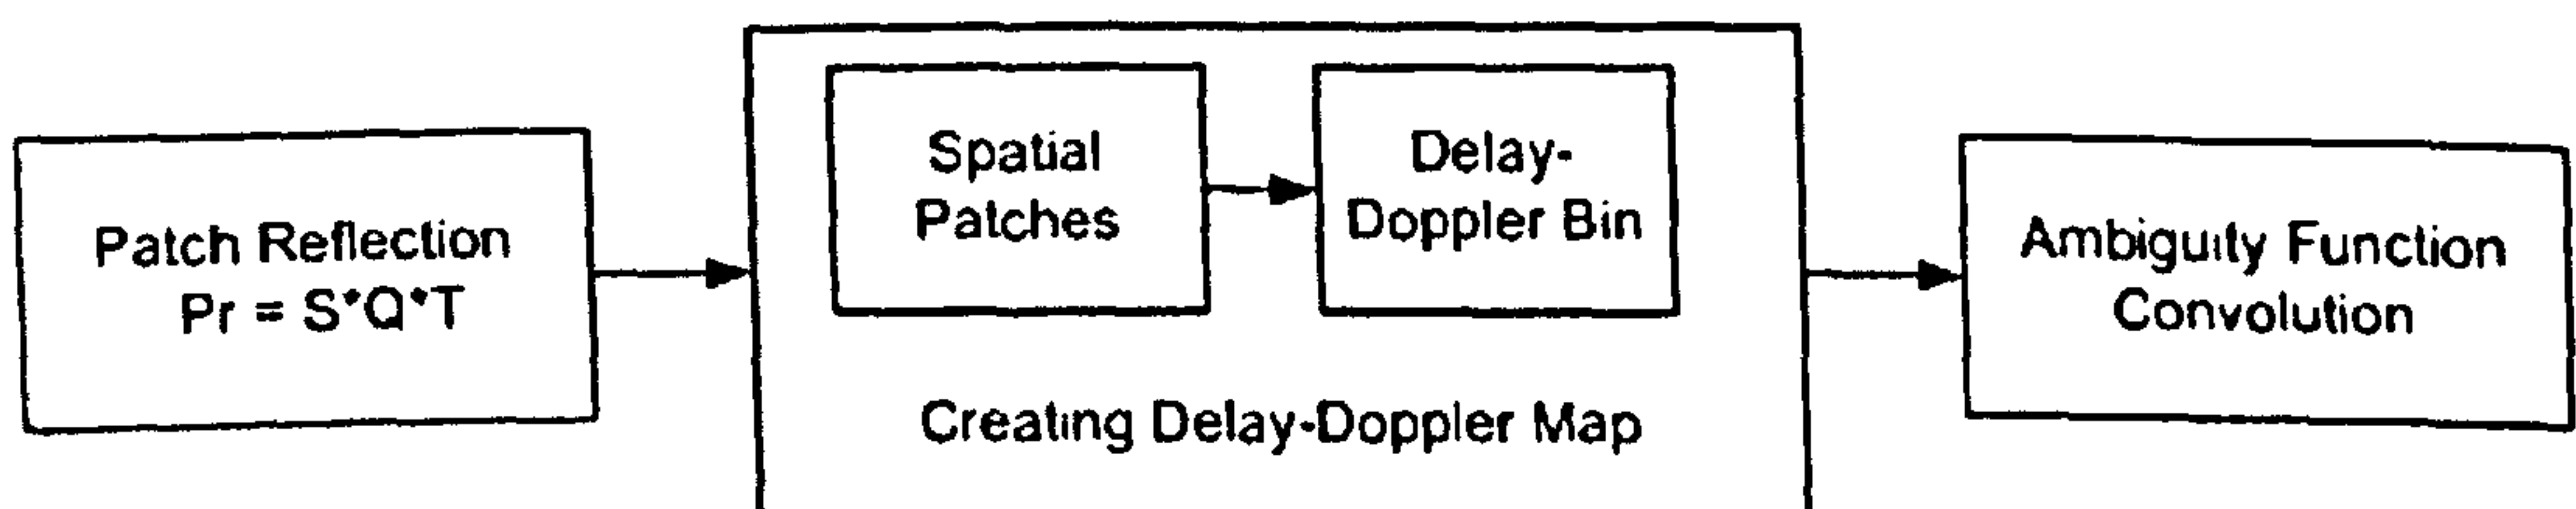 Patch Reflection
Pr = S*Q*T
Spatial
Patches
Delay-
Doppler Bin
Creating Delay-Doppler Map
Ambiguity Function
Convolution